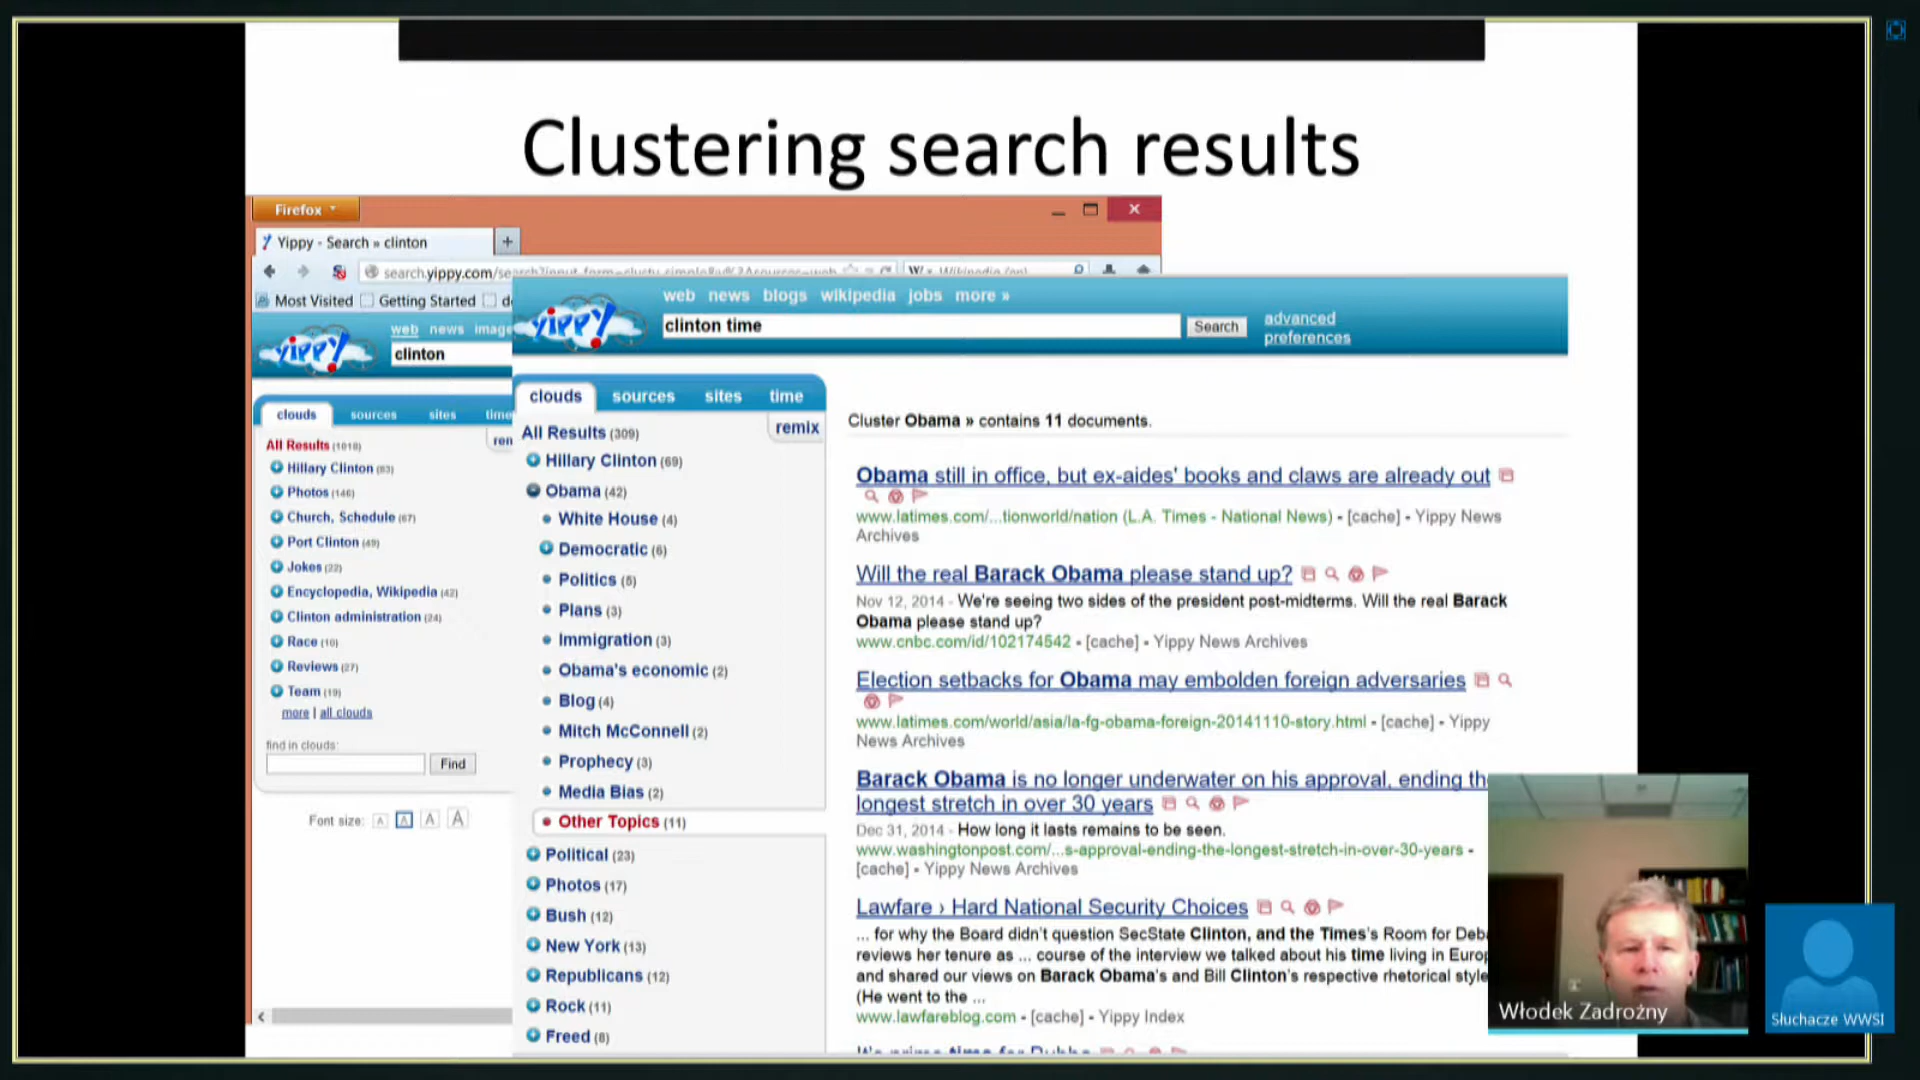 Clustering search results
Firefox
Yippy - Search » clinton
search.yippy.com/
Most Visited Getting Started
yippy!
web news
clinton
clouds sources sites
All Results (1018)
Hillary Clinton
Photos
Church, Schedule (67)
Port Clinton (49)
Jokes (22)
Encyclopedia, Wikipedia (42)
Clinton administration (24)
Race (10)
Reviews (27)
Team
more | all clouds
find in clouds:
Find
Font size: A A A A
yippy!
web news blogs wikipedia jobs more »
clinton time
Search
advanced
preferences
clouds sources sites time
remix
All Results (309)
Hillary Clinton (69)
Obama (42)
White House (4)
Democratic (6)
Politics (5)
Plans (3)
Immigration (3)
Obama's economic (2)
Blog (4)
Mitch McConnell (2)
Prophecy (3)
Media Bias (2)
Other Topics (11)
Political (23)
Photos (17)
Bush (12)
New York (13)
Republicans (12)
Rock (11)
Freed (8)
Cluster Obama » contains 11 documents.
Obama still in office, but ex-aides' books and claws are already out
www.latimes.com/...tionworld/nation (L.A. Times - National News) - [cache] - Yippy News
Archives
Will the real Barack Obama please stand up?
Nov 12, 2014 - We're seeing two sides of the president post-midterms. Will the real Barack
Obama please stand up?
www.cnbc.com/id/102174542 - [cache] - Yippy News Archives
Election setbacks for Obama may embolden foreign adversaries
www.latimes.com/world/asia/la-fg-obama-foreign-20141110-story.html - [cache] - Yippy
News Archives
Barack Obama is no longer underwater on his approval, ending
longest stretch in over 30 years
Dec 31, 2014 - How long it lasts remains to be seen.
www.washingtonpost.com/...s-approval-ending-the-longest-stretch-in-over-30-years -
[cache] - Yippy News Archives
Lawfare › Hard National Security Choices
... for why the Board didn't question SecState Clinton, and the Times's Room for
reviews her tenure as ... course of the interview we talked about his time living in
and shared our views on Barack Obama's and Bill Clinton's respective rhetorical
(He went to the ...
www.lawfareblog.com - [cache] - Yippy Index
Włodek Zadrożny
Słuchacze WWSI